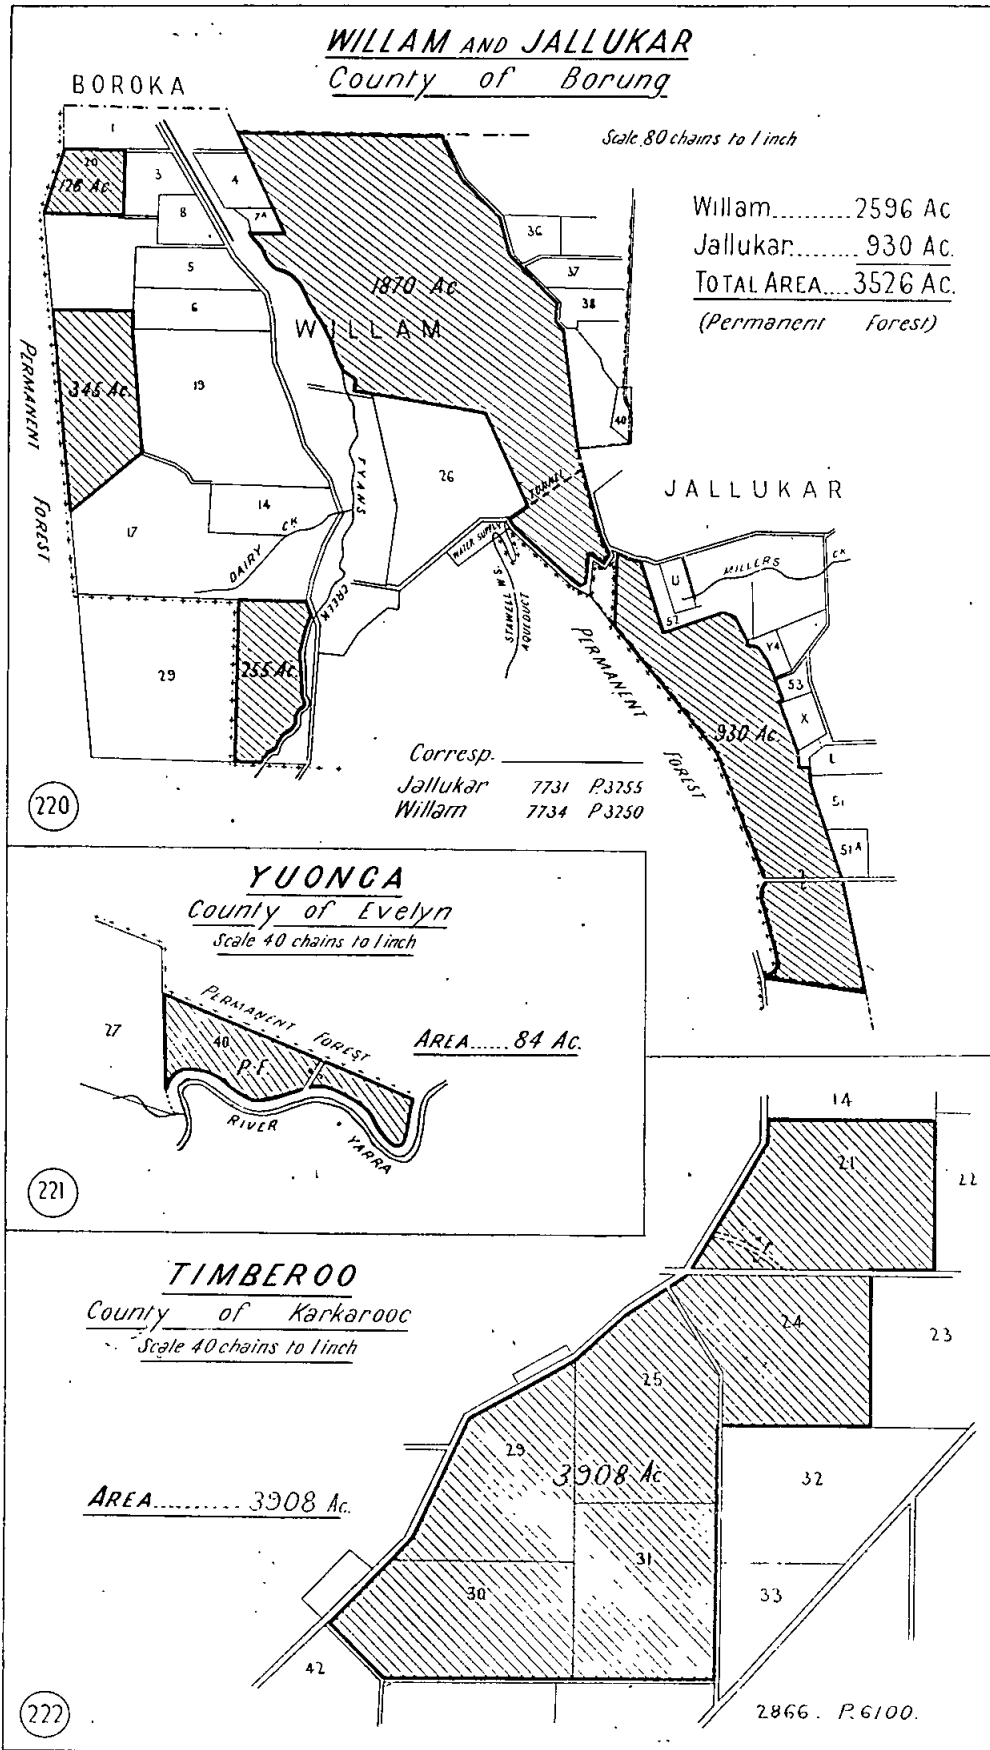 WILLAM AND JALLUKAR
County of Borung
BOROKA
Scale 80 chains to 1 inch
Willam.........2596 Ac
Jallukar....... 930 Ac.
TOTAL AREA....3526 AC.
(Permanent Forest)
1
20
126 Ac
3
4
8
7A
5
6
36
37
38
40
1870 Ac
WILLAM
PERMANENT FOREST
346 Ac.
19
26
FYANS CREEK
TUNNEL
JALLUKAR
14
17
DAIRY CK
WATER SUPPLY
STAWELL W.S.
AQUEDUCT
U
MILLERS CK
52
Y4
53
X
L
51
51A
29
255 Ac.
PERMANENT FOREST
930 Ac.
Corresp.
Jallukar 7731 P.3255
Willam 7734 P3250
220
YUONGA
County of Evelyn
Scale 40 chains to 1 inch
27
PERMANENT FOREST
40
P.F.
AREA...... 84 Ac.
RIVER YARRA
221
TIMBEROO
County of Karkarooc
Scale 40 chains to 1 inch
AREA.......... 3908 Ac.
14
21
22
24
23
25
29
3908 Ac
32
31
30
33
42
222
2866. P.6100.